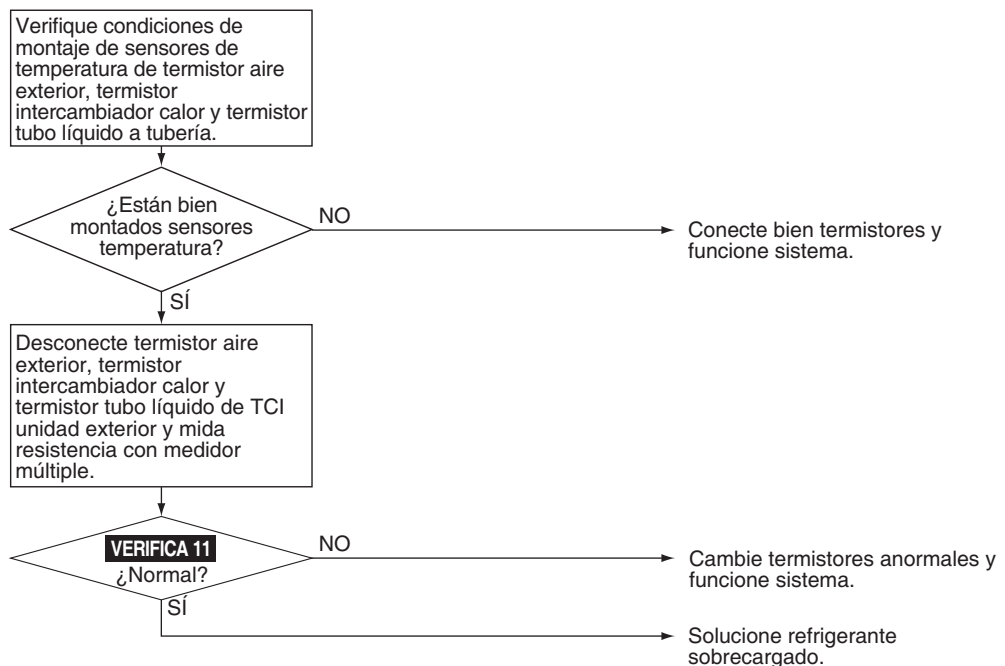 Verifique condiciones de
montaje de sensores de
temperatura de termistor aire
exterior, termistor
intercambiador calor y termistor
tubo líquido a tubería.
¿Están bien
montados sensores
temperatura?
NO
Conecte bien termistores y
funcione sistema.
SÍ
Desconecte termistor aire
exterior, termistor
intercambiador calor y
termistor tubo líquido de TCI
unidad exterior y mida
resistencia con medidor
múltiple.
VERIFICA 11
¿Normal?
NO
Cambie termistores anormales y
funcione sistema.
SÍ
Solucione refrigerante
sobrecargado.